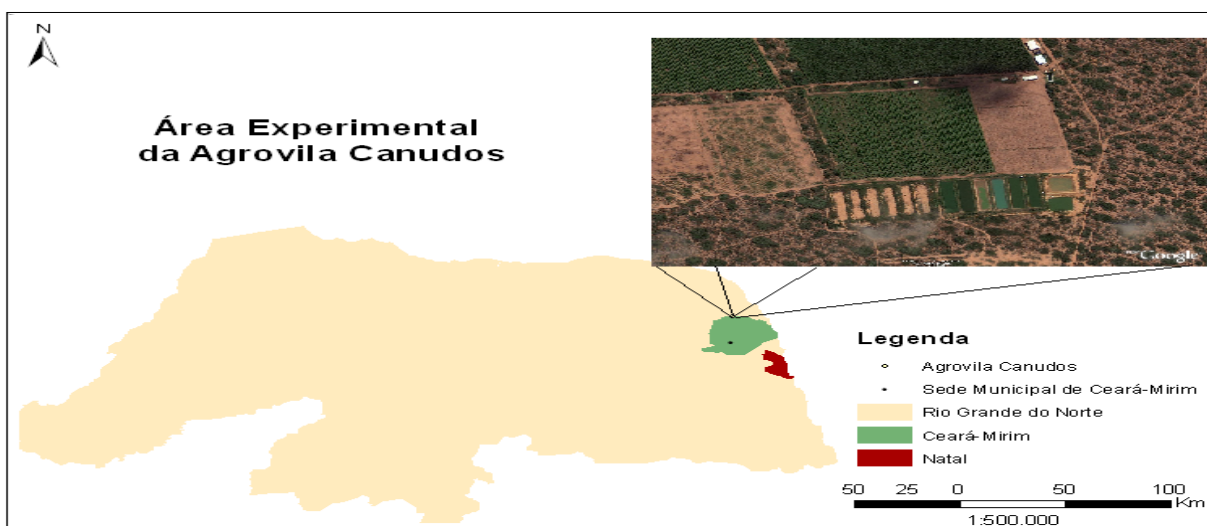 N
Área Experimental
da Agrovila Canudos
Google
Legenda
Agrovila Canudos
Sede Municipal de Ceará-Mirim
Rio Grande do Norte
Ceará-Mirim
Natal
50 25 0 50 100
Km
1:500.000